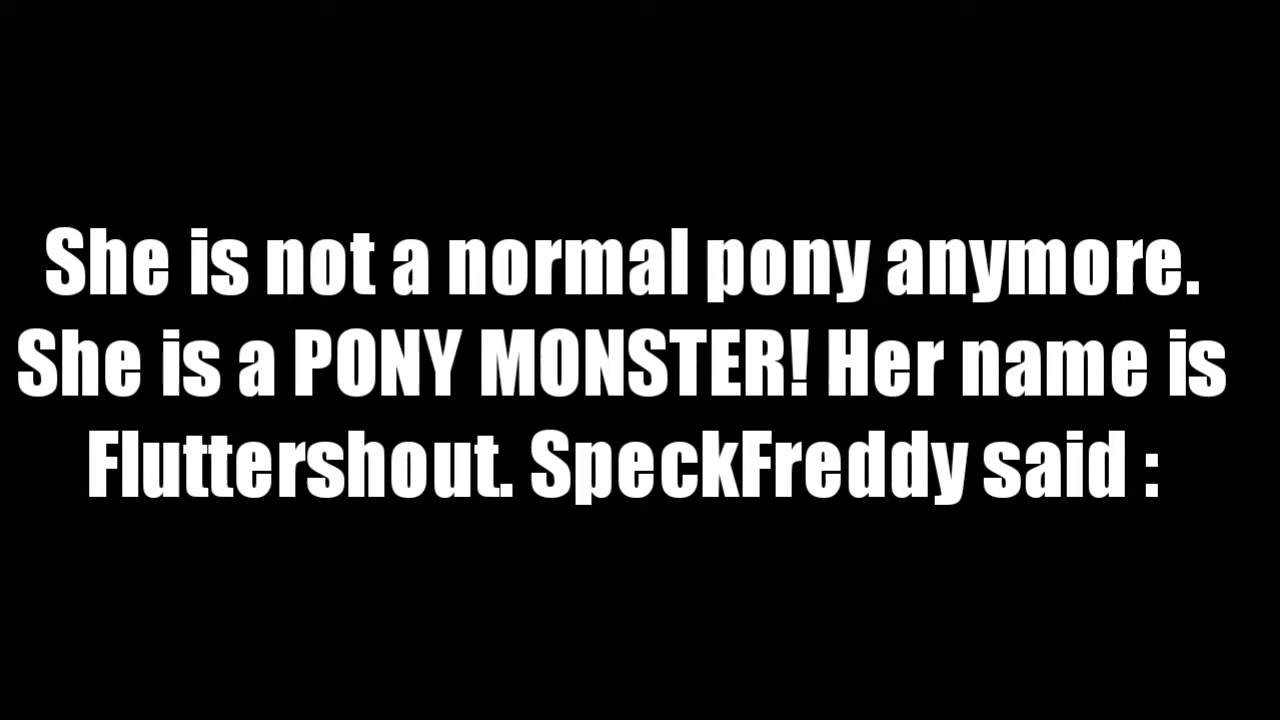 She is not a normal pony anymore.
She is a PONY MONSTER! Her name is
Fluttershout. SpeckFreddy said :